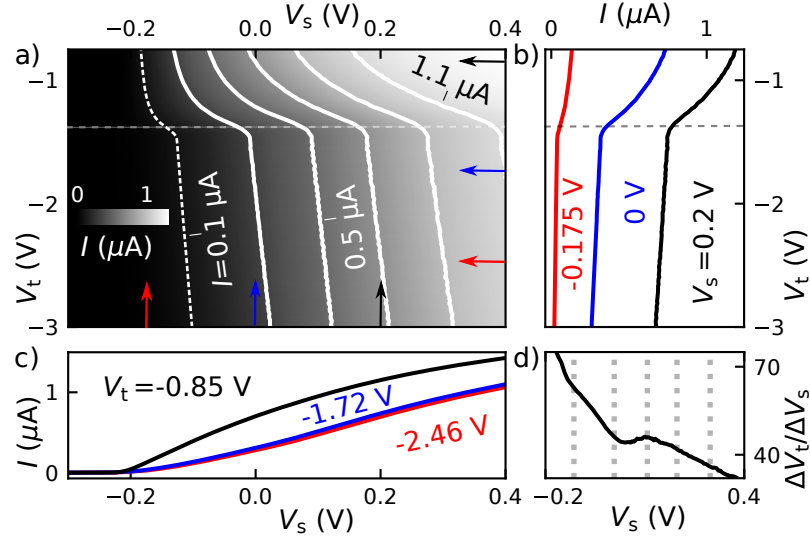 V_s (V)
−0.2 0.0 0.2 0.4
I (μA)
0 1
a)
−1
−2
−3
V_t (V)
1.1 μA
I=0.1 μA
0.5 μA
0 1
I (μA)
b)
-0.175 V
0 V
V_s=0.2 V
−1
−2
−3
V_t (V)
c)
V_t=-0.85 V
-1.72 V
-2.46 V
1
0
I (μA)
−0.2 0.0 0.2 0.4
V_s (V)
d)
70
40
ΔV_t/ΔV_s
−0.2 0.4
V_s (V)